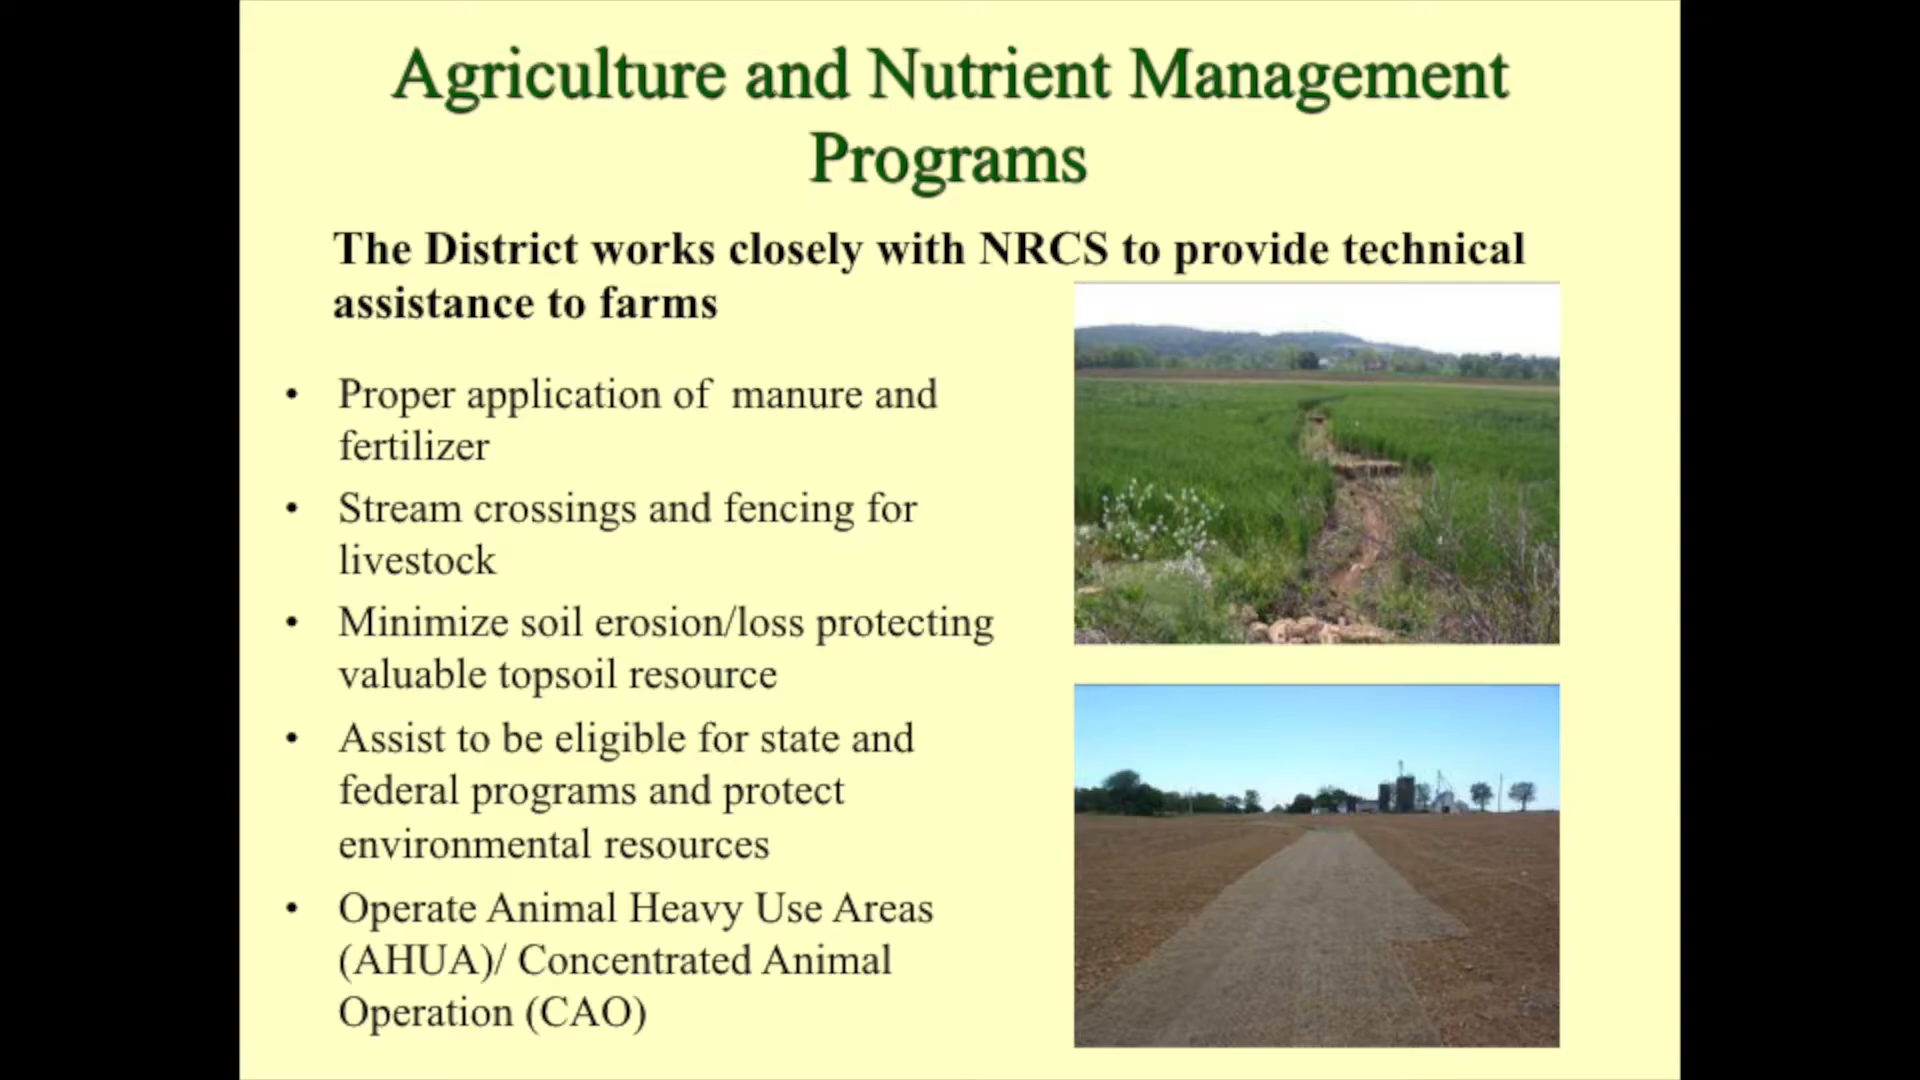 Agriculture and Nutrient Management
Programs
The District works closely with NRCS to provide technical
assistance to farms
• Proper application of  manure and
fertilizer
• Stream crossings and fencing for
livestock
• Minimize soil erosion/loss protecting
valuable topsoil resource
• Assist to be eligible for state and
federal programs and protect
environmental resources
• Operate Animal Heavy Use Areas
(AHUA)/ Concentrated Animal
Operation (CAO)